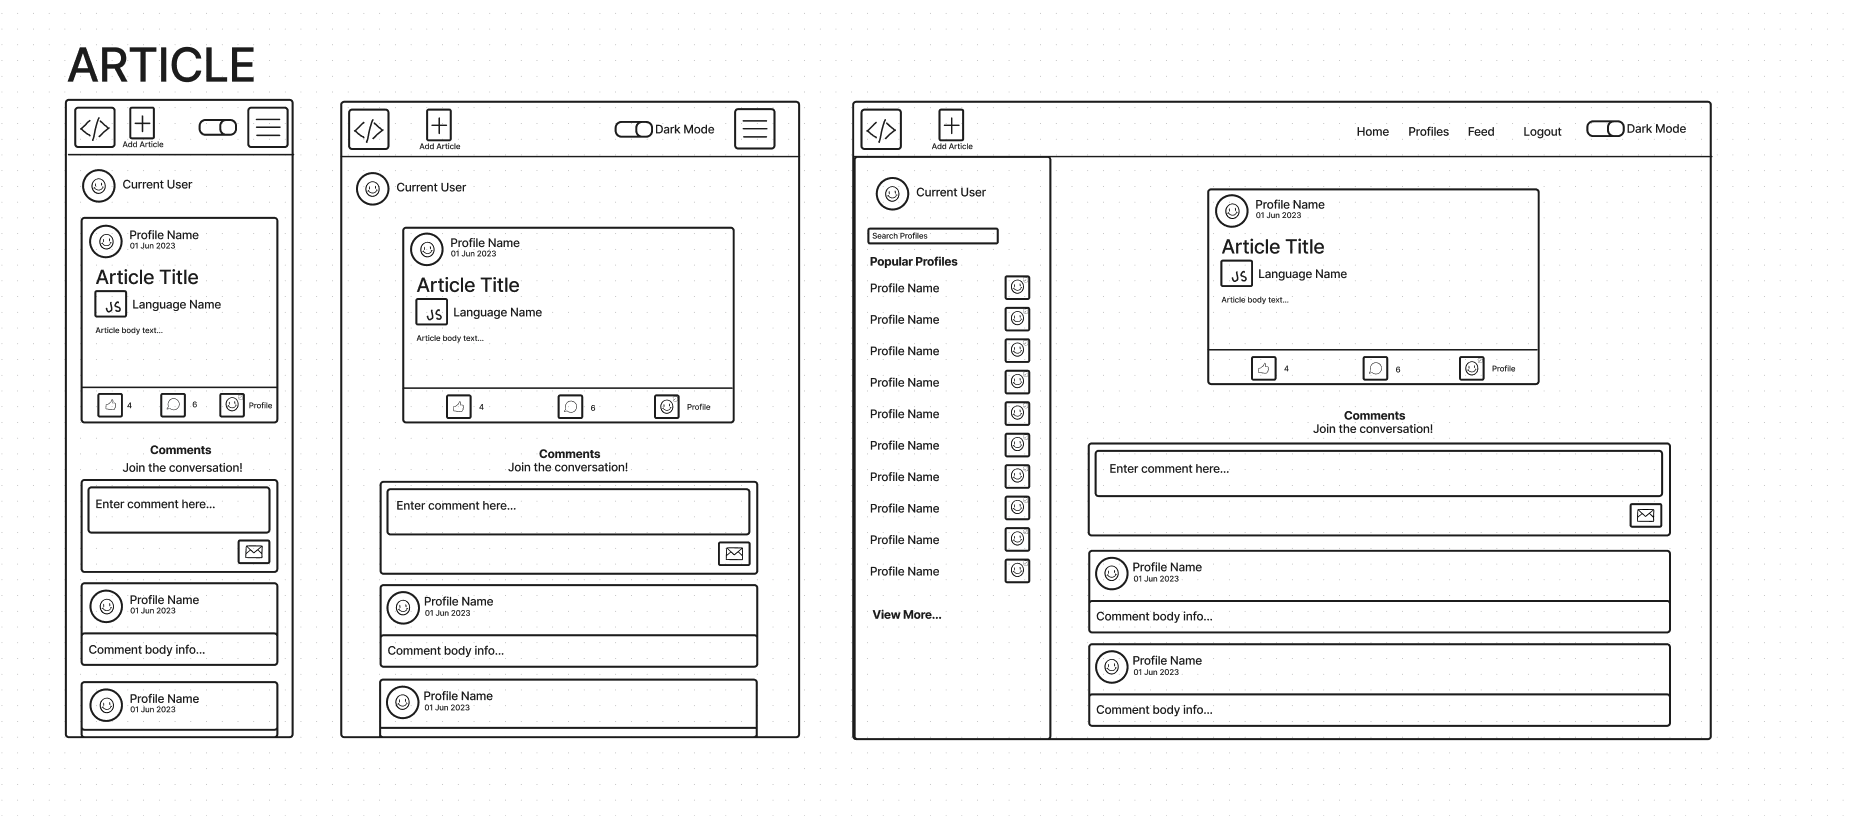 ARTICLE
</>
Add Article
Current User
Profile Name
01 Jun 2023
Article Title
JS
Language Name
Article body text...
4
6
Profile
Comments
Join the conversation!
Enter comment here...
Profile Name
01 Jun 2023
Comment body info...
Profile Name
01 Jun 2023
</>
Add Article
Dark Mode
Current User
Profile Name
01 Jun 2023
Article Title
JS
Language Name
Article body text...
4
6
Profile
Comments
Join the conversation!
Enter comment here...
Profile Name
01 Jun 2023
Comment body info...
Profile Name
01 Jun 2023
</>
Add Article
Home
Profiles
Feed
Logout
Dark Mode
Current User
Search Profiles
Popular Profiles
Profile Name
Profile Name
Profile Name
Profile Name
Profile Name
Profile Name
Profile Name
Profile Name
Profile Name
Profile Name
View More...
Profile Name
01 Jun 2023
Article Title
JS
Language Name
Article body text...
4
6
Profile
Comments
Join the conversation!
Enter comment here...
Profile Name
01 Jun 2023
Comment body info...
Profile Name
01 Jun 2023
Comment body info...